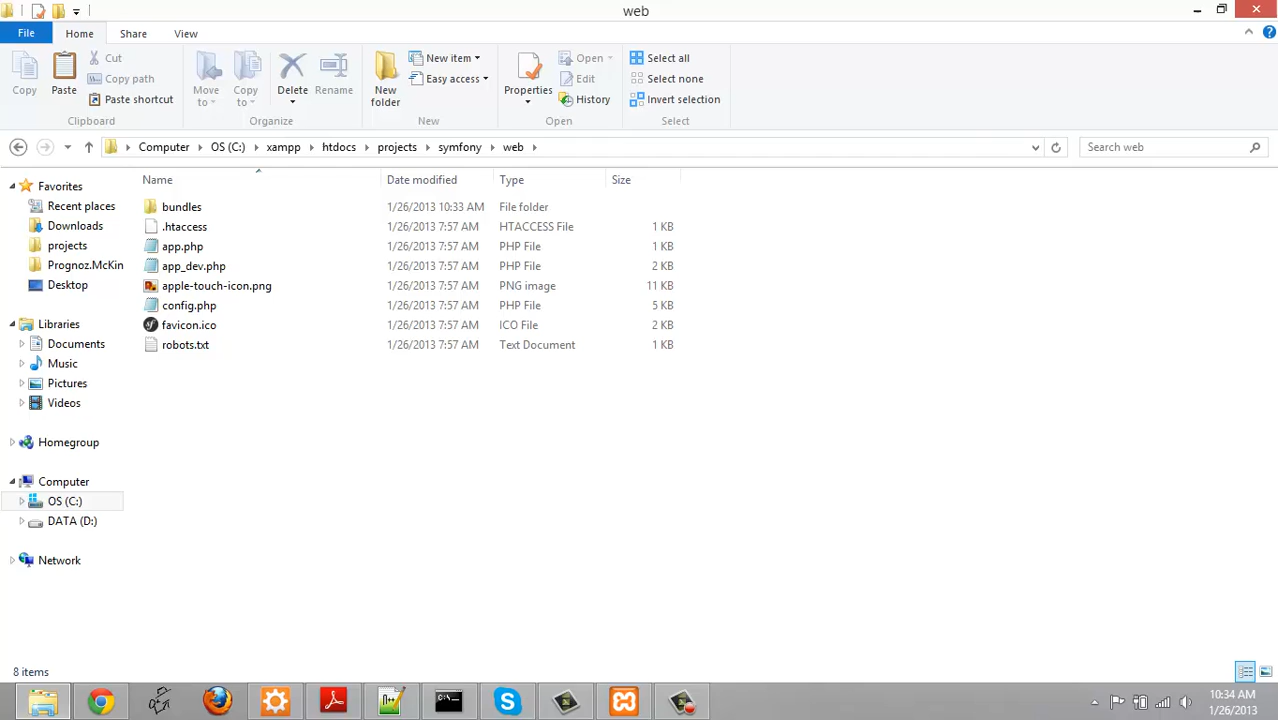 web
File Home Share View
Copy
Paste
Cut
Copy path
Paste shortcut
Clipboard
Move to
Copy to
Delete
Rename
Organize
New folder
New item
Easy access
New
Properties
Open
Edit
History
Open
Select all
Select none
Invert selection
Select
Computer OS (C:) xampp htdocs projects symfony web
Search web
Favorites
Recent places
Downloads
projects
Prognoz.McKin
Desktop
Libraries
Documents
Music
Pictures
Videos
Homegroup
Computer
OS (C:)
DATA (D:)
Network
Name Date modified Type Size
bundles 1/26/2013 10:33 AM File folder
.htaccess 1/26/2013 7:57 AM HTACCESS File 1 KB
app.php 1/26/2013 7:57 AM PHP File 1 KB
app_dev.php 1/26/2013 7:57 AM PHP File 2 KB
apple-touch-icon.png 1/26/2013 7:57 AM PNG image 11 KB
config.php 1/26/2013 7:57 AM PHP File 5 KB
favicon.ico 1/26/2013 7:57 AM ICO File 2 KB
robots.txt 1/26/2013 7:57 AM Text Document 1 KB
8 items
10:34 AM
1/26/2013